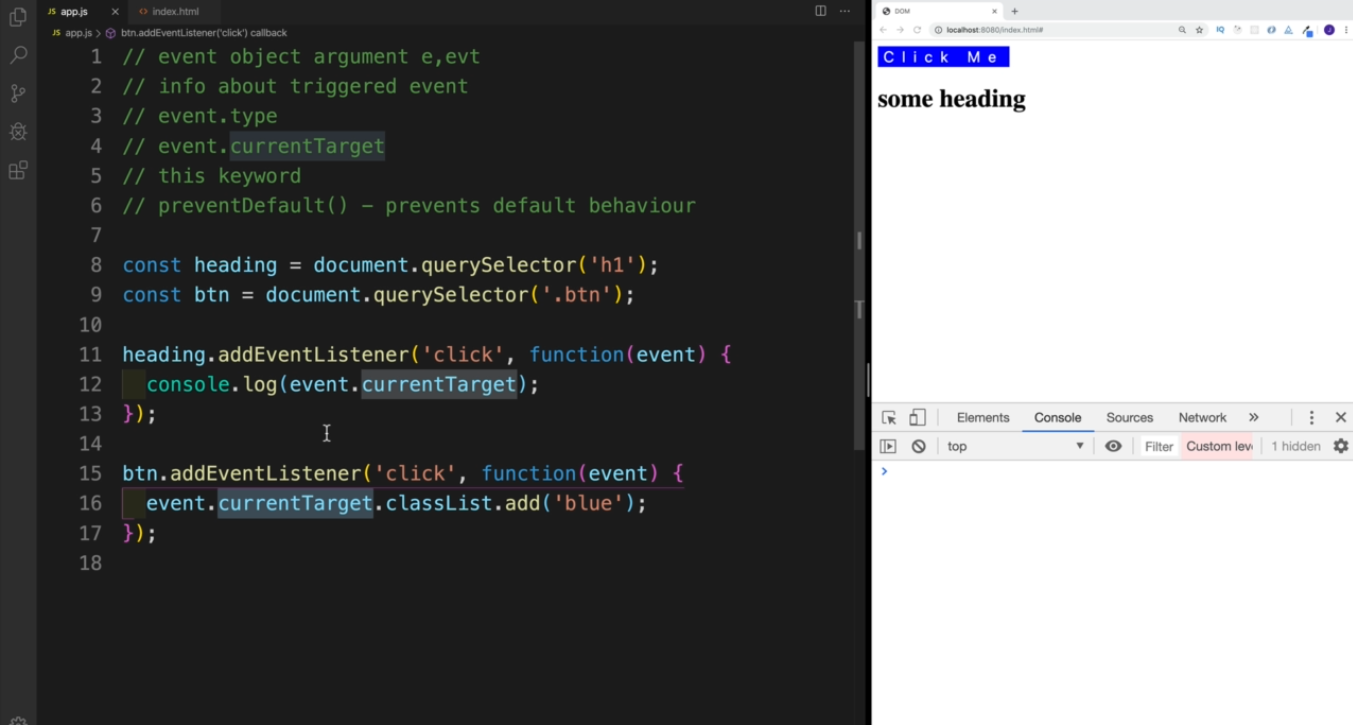 JS app.js × <> index.html
JS app.js > btn.addEventListener('click') callback
1 // event object argument e,evt
2 // info about triggered event
3 // event.type
4 // event.currentTarget
5 // this keyword
6 // preventDefault() – prevents default behaviour
7
8 const heading = document.querySelector('h1');
9 const btn = document.querySelector('.btn');
10
11 heading.addEventListener('click', function(event) {
12 console.log(event.currentTarget);
13 });
14
15 btn.addEventListener('click', function(event) {
16 event.currentTarget.classList.add('blue');
17 });
18
DOM
localhost:8080/index.html#
IQ
Click Me
some heading
Elements Console Sources Network »
top Filter Custom lev 1 hidden
>